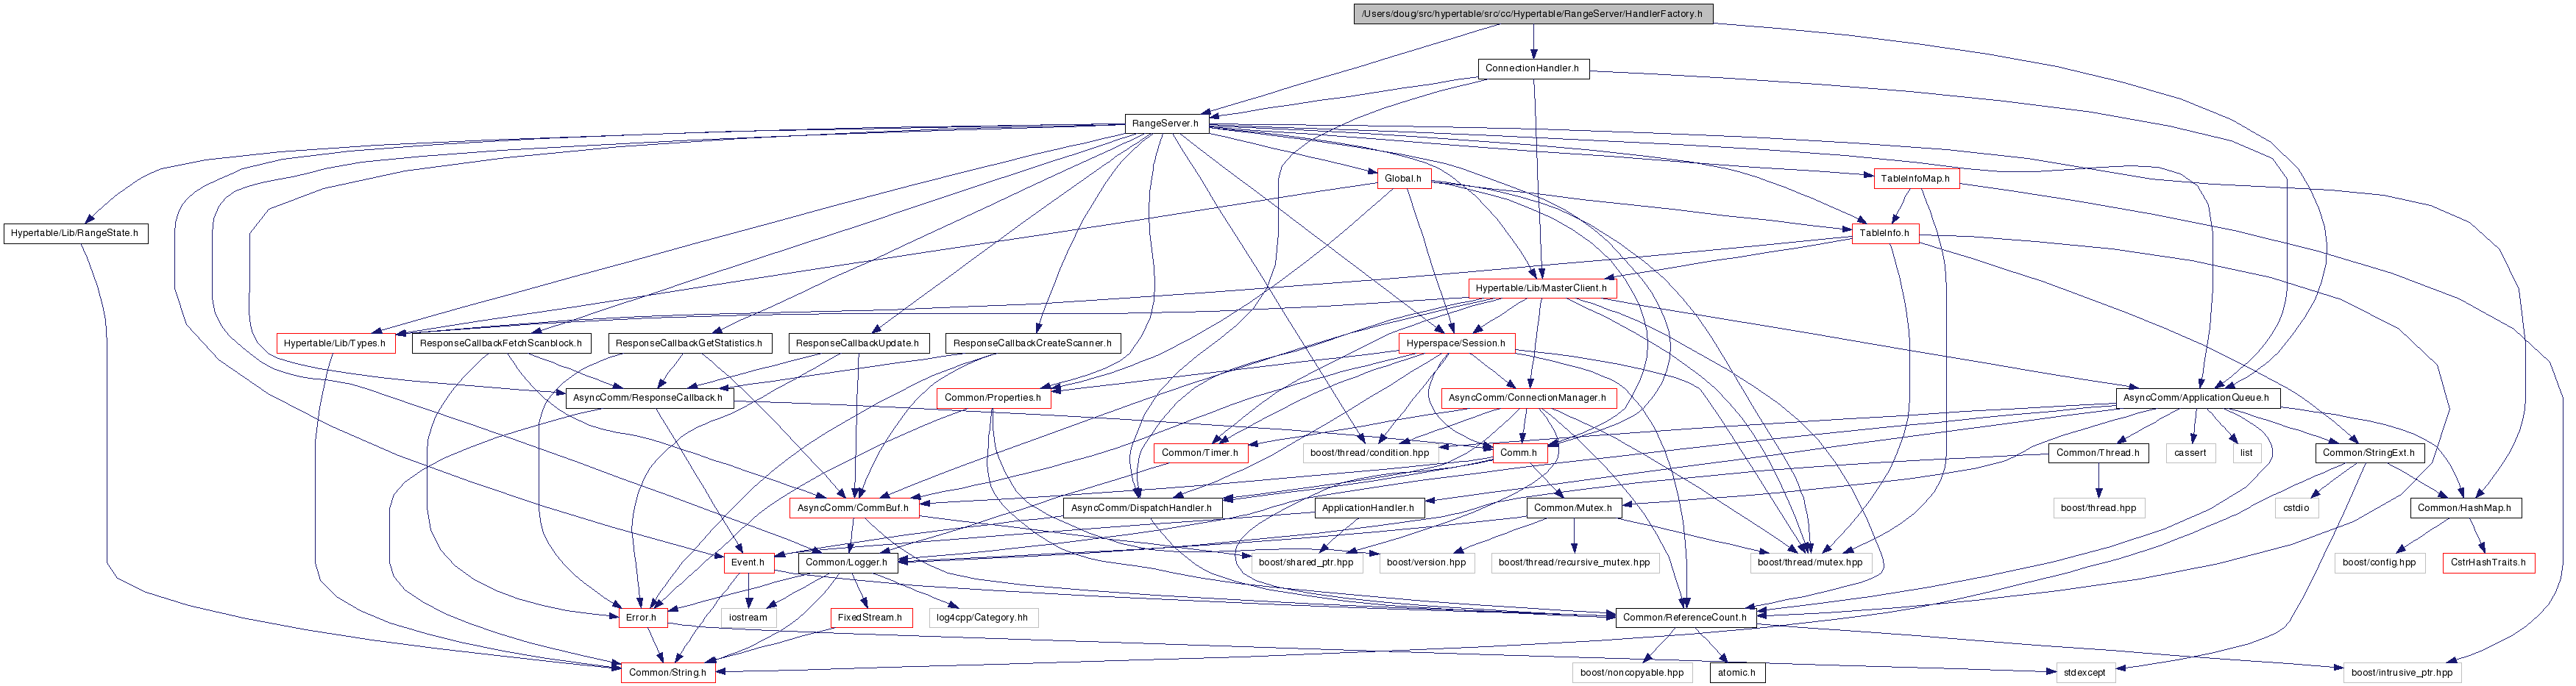 /Users/doug/src/hypertable/src/cc/Hypertable/RangeServer/HandlerFactory.h
ConnectionHandler.h
RangeServer.h
Global.h
TableInfoMap.h
Hypertable/Lib/RangeState.h
TableInfo.h
Hypertable/Lib/MasterClient.h
Hypertable/Lib/Types.h
ResponseCallbackFetchScanblock.h
ResponseCallbackGetStatistics.h
ResponseCallbackUpdate.h
ResponseCallbackCreateScanner.h
Hyperspace/Session.h
AsyncComm/ResponseCallback.h
Common/Properties.h
AsyncComm/ConnectionManager.h
AsyncComm/ApplicationQueue.h
Common/Timer.h
boost/thread/condition.hpp
Comm.h
Common/Thread.h
cassert
list
Common/StringExt.h
AsyncComm/CommBuf.h
AsyncComm/DispatchHandler.h
ApplicationHandler.h
Common/Mutex.h
boost/thread.hpp
cstdio
Common/HashMap.h
Event.h
Common/Logger.h
boost/shared_ptr.hpp
boost/version.hpp
boost/thread/recursive_mutex.hpp
boost/thread/mutex.hpp
boost/config.hpp
CstrHashTraits.h
Error.h
iostream
FixedStream.h
log4cpp/Category.hh
Common/ReferenceCount.h
Common/String.h
boost/noncopyable.hpp
atomic.h
stdexcept
boost/intrusive_ptr.hpp